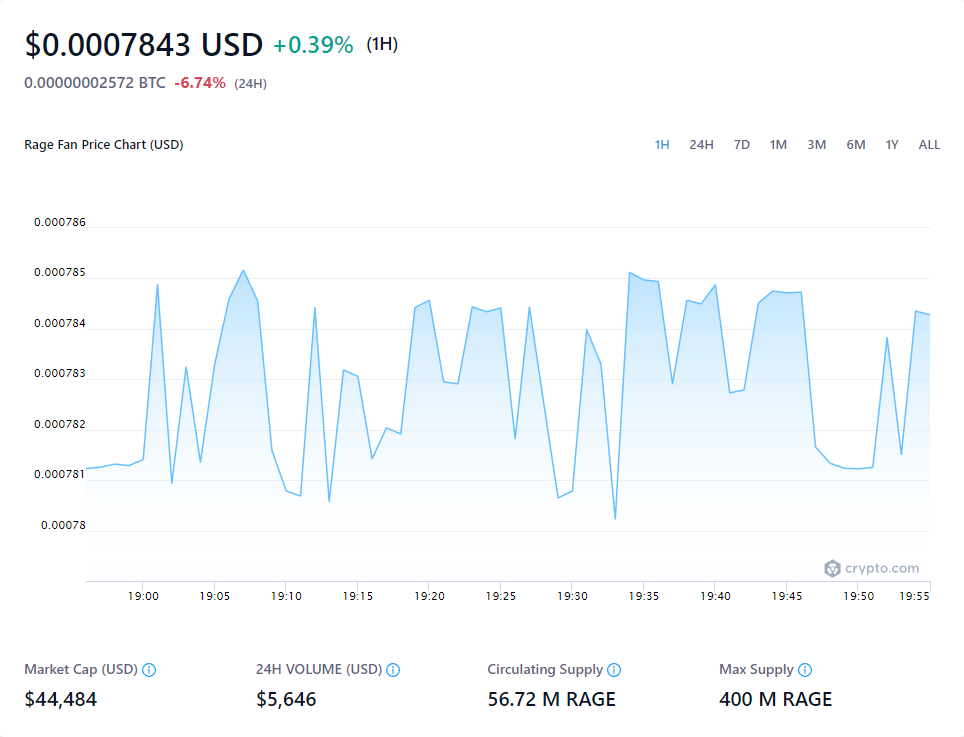 $0.0007843 USD +0.39% (1H)
0.00000002572 BTC -6.74% (24H)
Rage Fan Price Chart (USD) 1H 24H 7D 1M 3M 6M 1Y ALL
0.000786
0.000785
0.000784
0.000783
0.000782
0.000781
0.00078
crypto.com
19:00 19:05 19:10 19:15 19:20 19:25 19:30 19:35 19:40 19:45 19:50 19:55
Market Cap (USD) 24H VOLUME (USD) Circulating Supply Max Supply
$44,484 $5,646 56.72 M RAGE 400 M RAGE